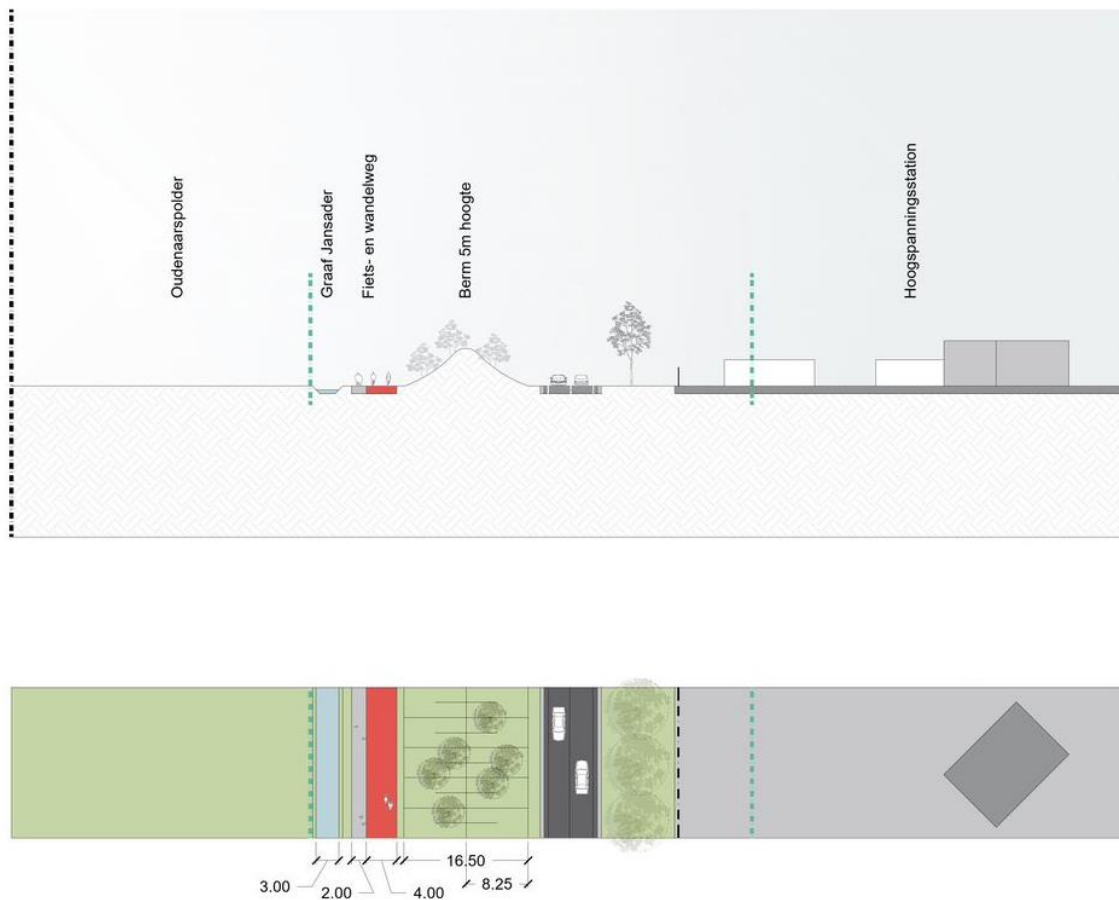 Oudenaarspolder
Graaf Jansader
Fiets- en wandelweg
Berm 5m hoogte
Hoogspanningsstation
3.00
2.00
4.00
16.50
8.25